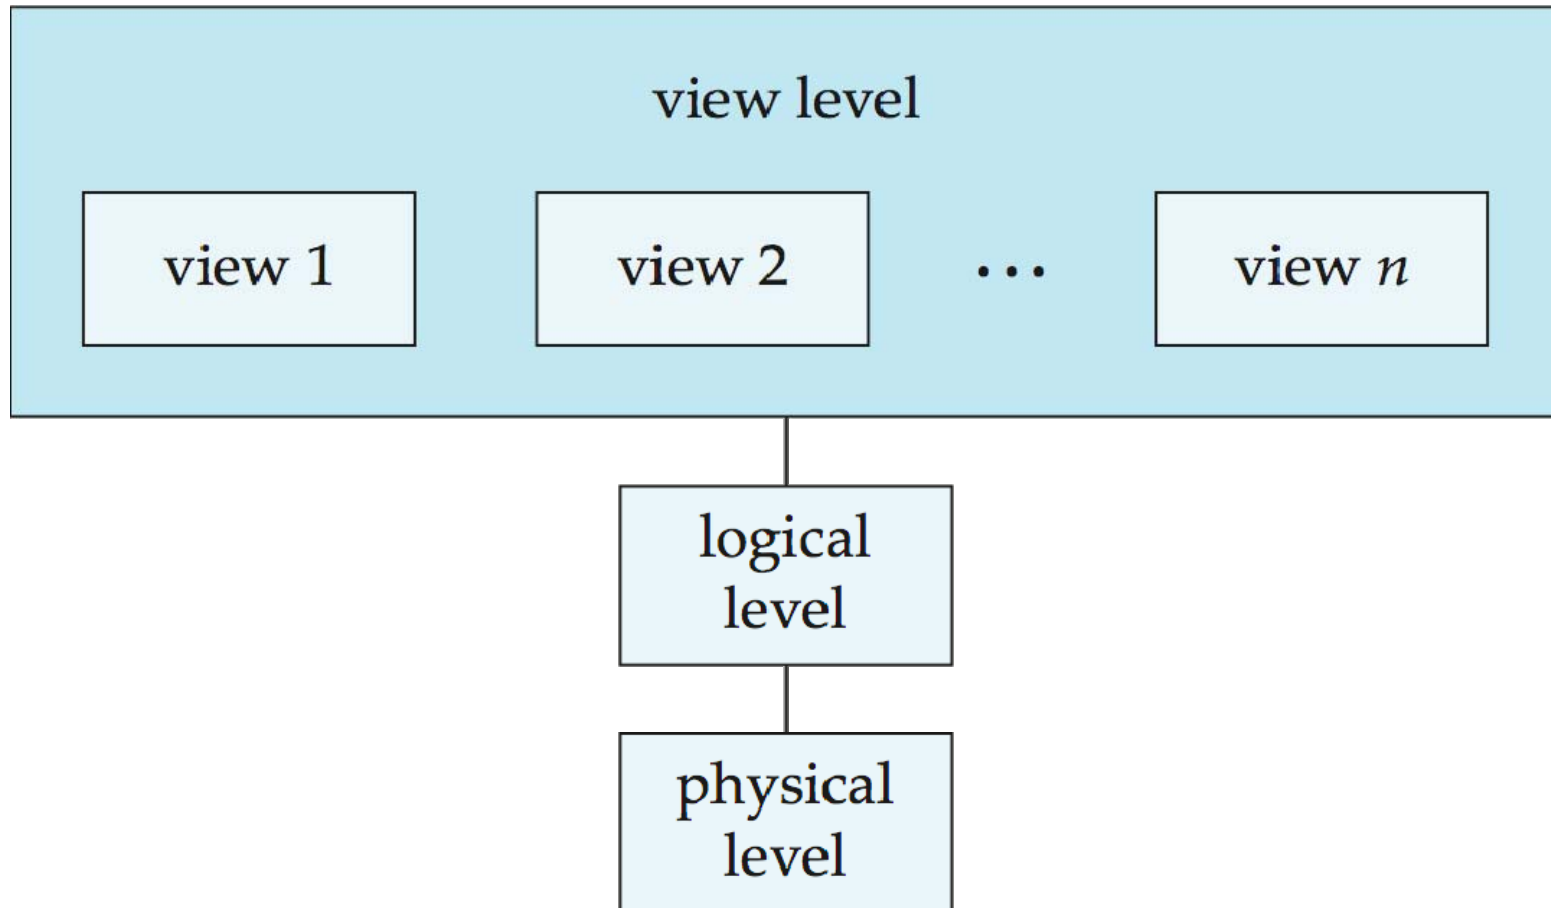 view level
view 1
view 2
...
view n
logical
level
physical
level